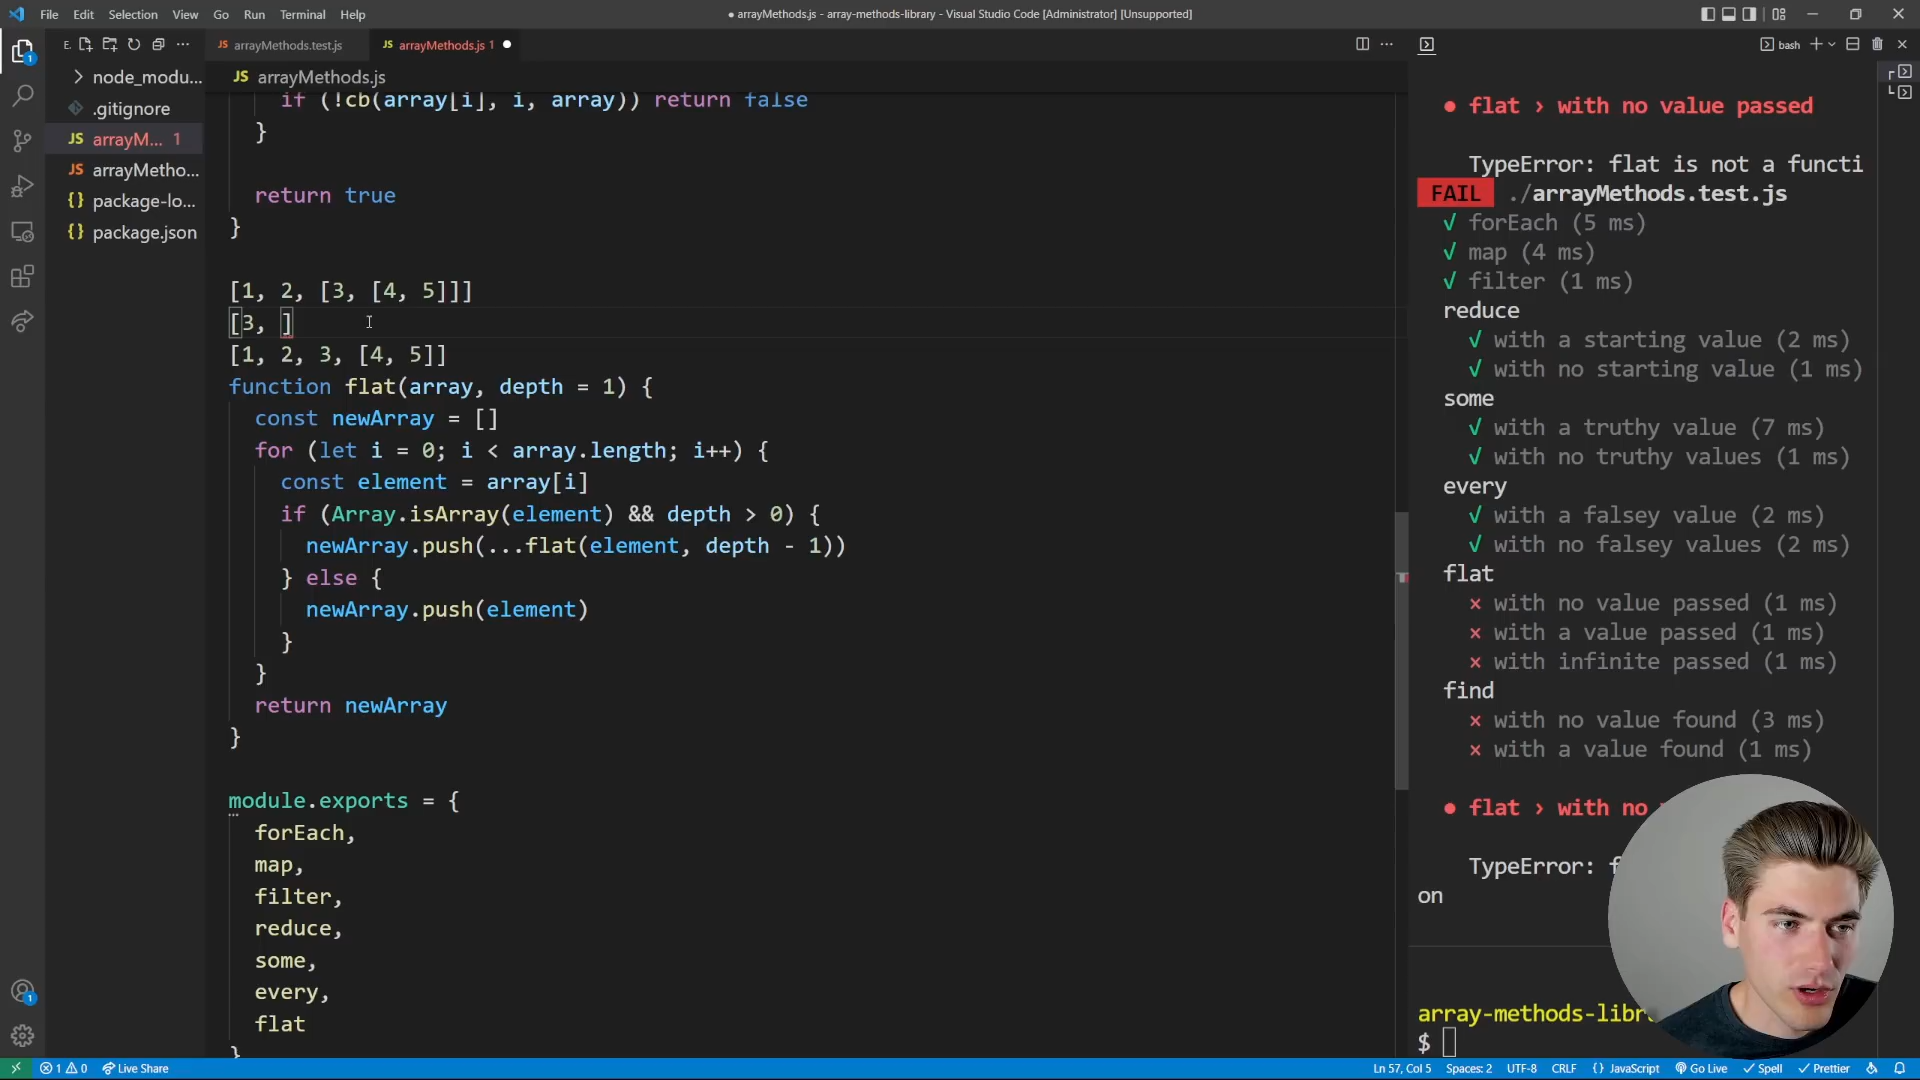 File Edit Selection View Go Run Terminal Help
● arrayMethods.js - array-methods-library - Visual Studio Code [Administrator] [Unsupported]
E.
JS arrayMethods.test.js
JS arrayMethods.js 1
bash
JS arrayMethods.js
node_modu...
.gitignore
JS arrayM... 1
JS arrayMetho...
{} package-lo...
{} package.json
if (!cb(array[i], i, array)) return false
}
return true
}
[1, 2, [3, [4, 5]]]
[3, ]
[1, 2, 3, [4, 5]]
function flat(array, depth = 1) {
const newArray = []
for (let i = 0; i < array.length; i++) {
const element = array[i]
if (Array.isArray(element) && depth > 0) {
newArray.push(...flat(element, depth - 1))
} else {
newArray.push(element)
}
}
return newArray
}
module.exports = {
forEach,
map,
filter,
reduce,
some,
every,
flat
}
● flat › with no value passed
TypeError: flat is not a functi
FAIL ./arrayMethods.test.js
√ forEach (5 ms)
√ map (4 ms)
√ filter (1 ms)
reduce
√ with a starting value (2 ms)
√ with no starting value (1 ms)
some
√ with a truthy value (7 ms)
√ with no truthy values (1 ms)
every
√ with a falsey value (2 ms)
√ with no falsey values (2 ms)
flat
× with no value passed (1 ms)
× with a value passed (1 ms)
× with infinite passed (1 ms)
find
× with no value found (3 ms)
× with a value found (1 ms)
● flat › with no
TypeError: f
on
array-methods-libr
$
1 0 Live Share
Ln 57, Col 5 Spaces: 2 UTF-8 CRLF {} JavaScript Go Live Spell Prettier